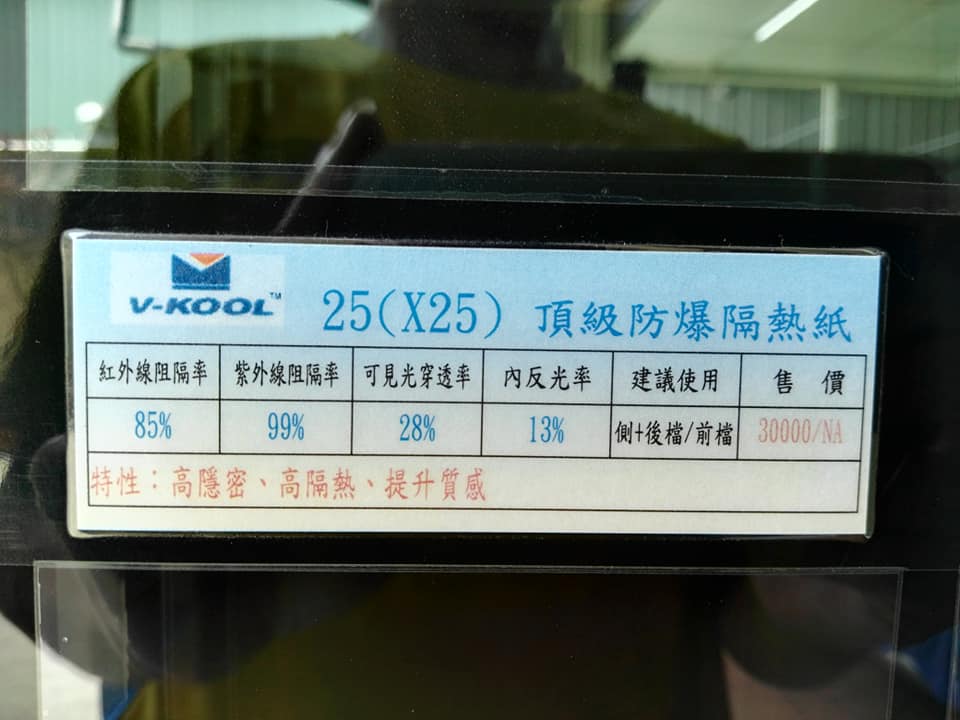 V-KOOL™
25(X25) 頂級防爆隔熱紙
紅外線阻隔率 紫外線阻隔率 可見光穿透率 內反光率 建議使用 售 價
85% 99% 28% 13% 側+後檔/前檔 30000/NA
特性：高隱密、高隔熱、提升質感